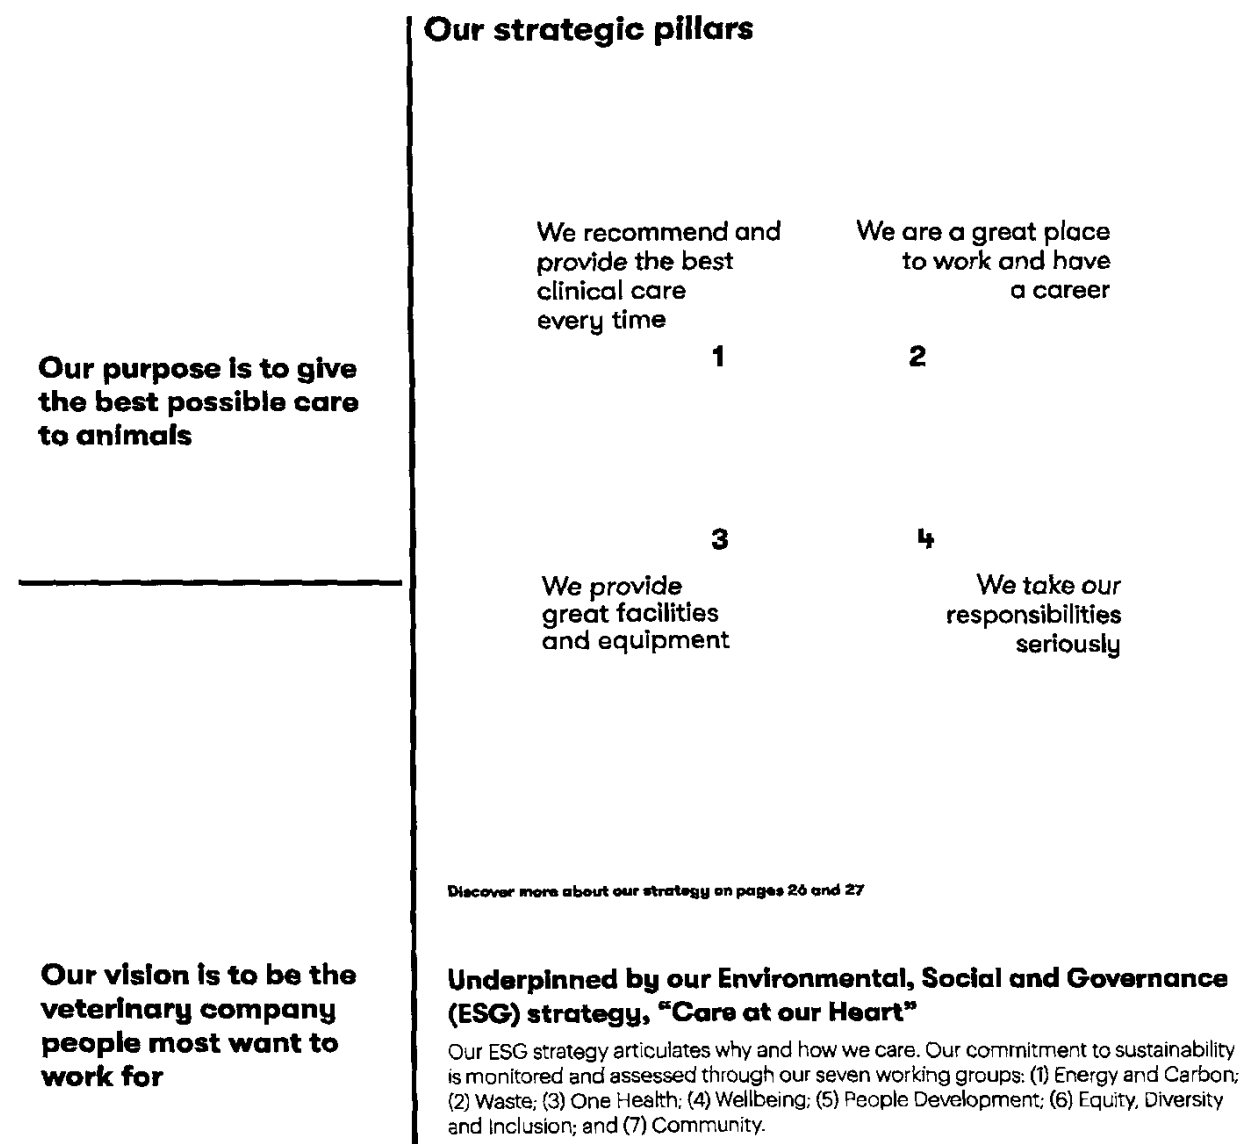 Our strategic pillars
Our purpose is to give
the best possible care
to animals
Our vision is to be the
veterinary company
people most want to
work for
We recommend and
provide the best
clinical care
every time
1
We are a great place
to work and have
a career
2
3
We provide
great facilities
and equipment
4
We take our
responsibilities
seriously
Discover more about our strategy on pages 26 and 27
Underpinned by our Environmental, Social and Governance
(ESG) strategy, “Care at our Heart”
Our ESG strategy articulates why and how we care. Our commitment to sustainability
is monitored and assessed through our seven working groups: (1) Energy and Carbon;
(2) Waste; (3) One Health; (4) Wellbeing; (5) People Development; (6) Equity, Diversity
and Inclusion; and (7) Community.